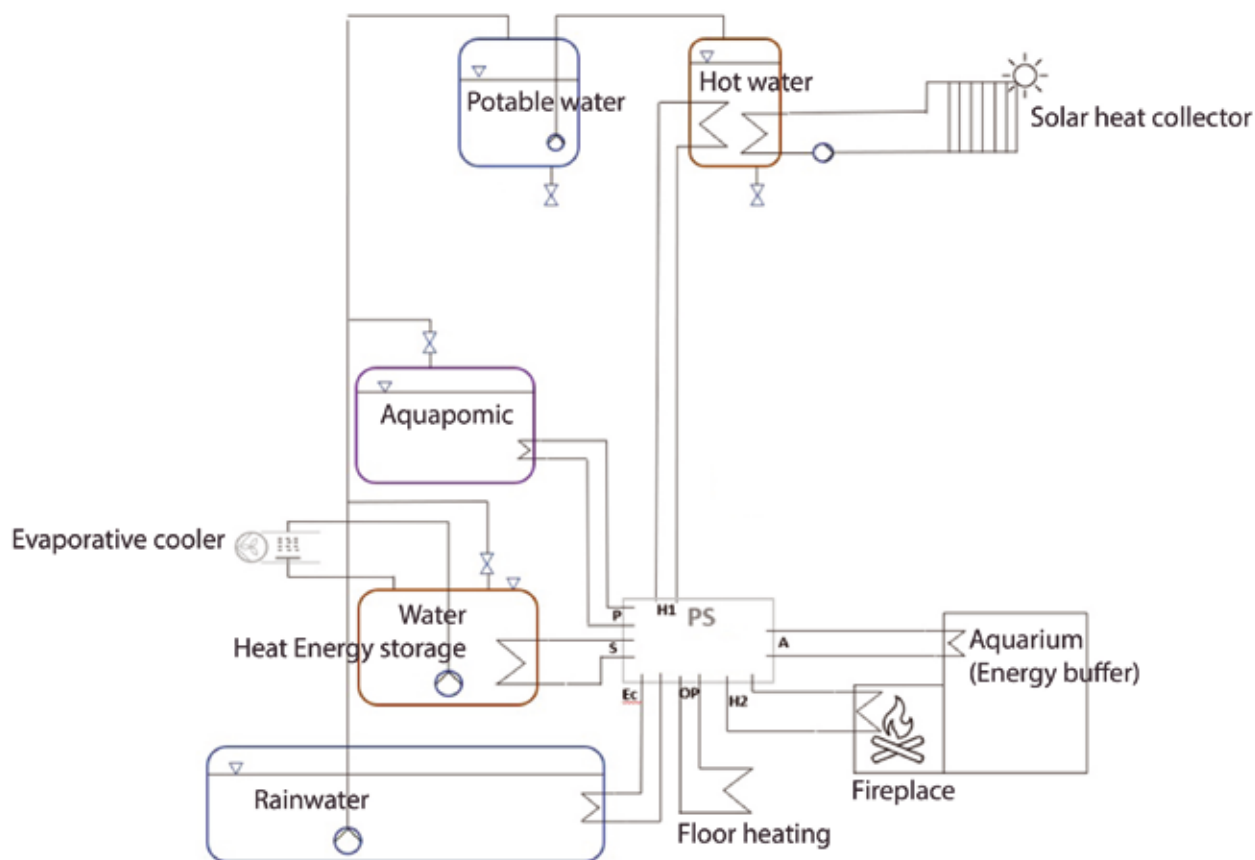 Potable water
Hot water
Solar heat collector
Aquapomic
Evaporative cooler
Water
Heat Energy storage
P
H1
PS
S
A
Aquarium
(Energy buffer)
Ec
OP
H2
Fireplace
Rainwater
Floor heating